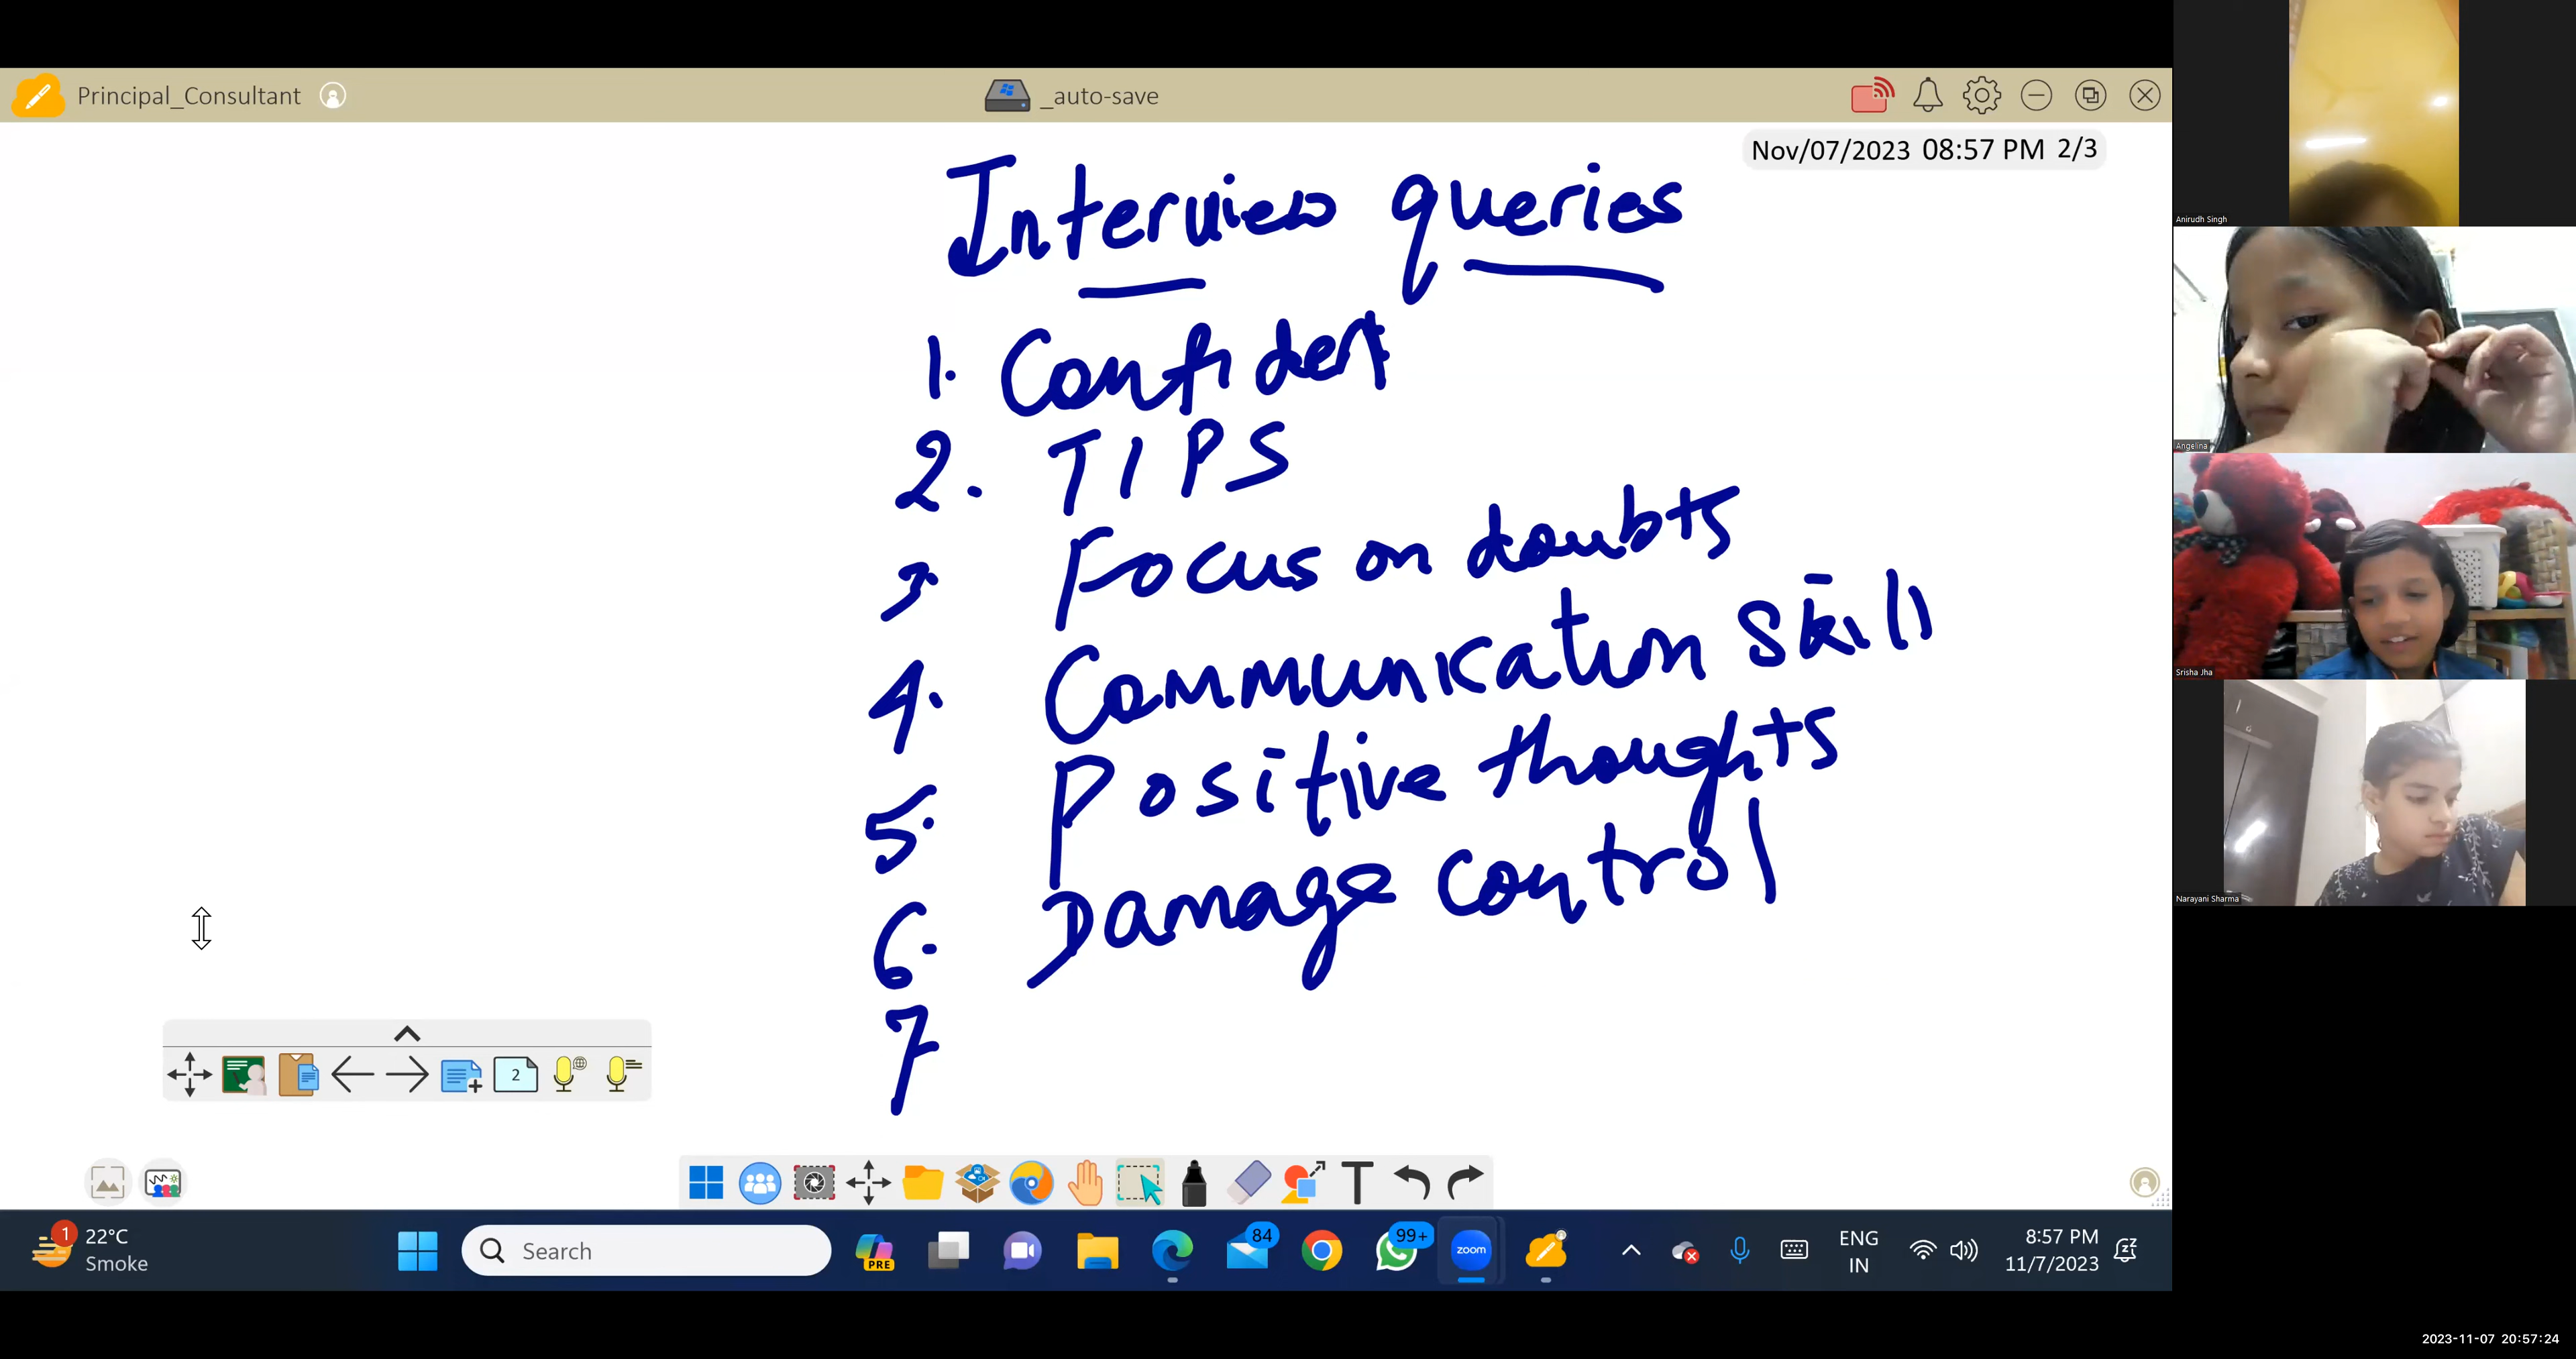 Principal_Consultant
_auto-save
Nov/07/2023 08:57 PM 2/3
Interview queries
1. Confident
2. TIPS
3 Focus on doubts
4. Communication skill
5. Positive thoughts
6. Damage control
7
2
22°C
Smoke
1
Search
PRE
84
99+
zoom
ENG
IN
8:57 PM
11/7/2023
Anirudh Singh
Angelina
Srisha Jha
Narayani Sharma
2023-11-07 20:57:24